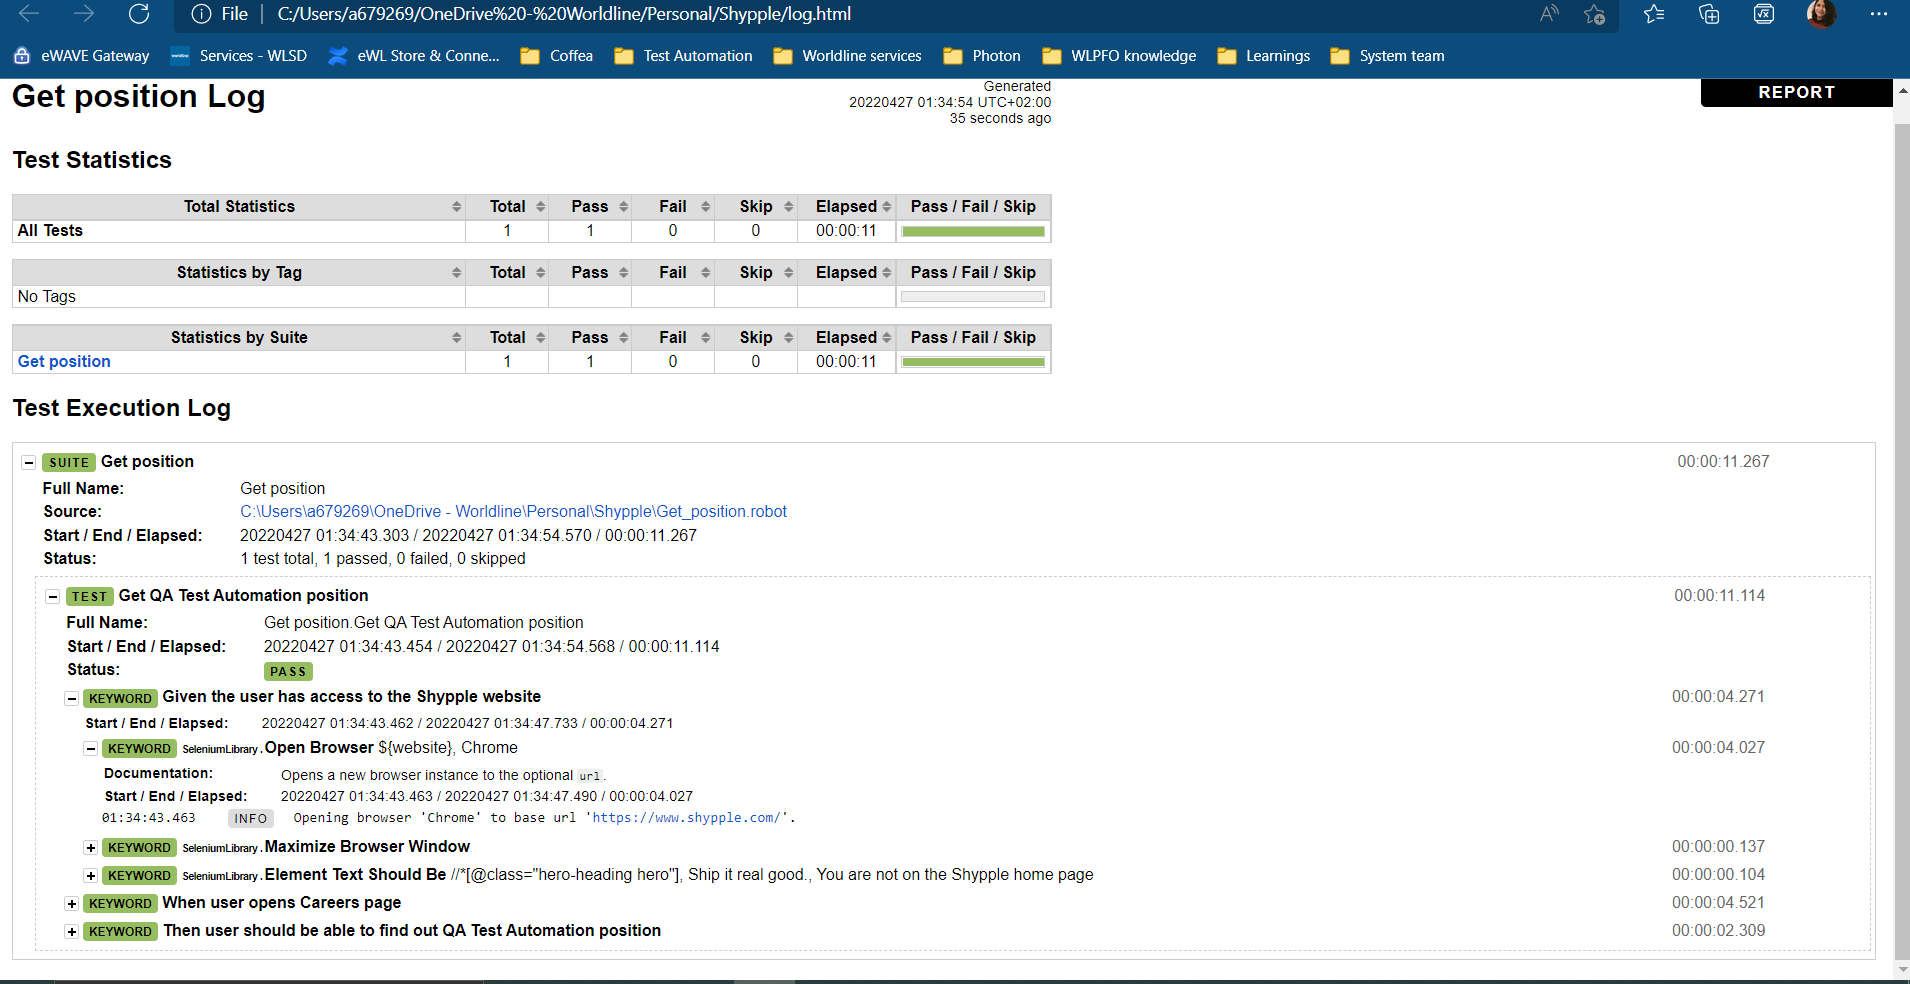 File C:/Users/a679269/OneDrive%20-%20Worldline/Personal/Shypple/log.html
eWAVE Gateway Services - WLSD eWL Store & Conne... Coffea Test Automation Worldline services Photon WLPFO knowledge Learnings System team
Get position Log
Generated
20220427 01:34:54 UTC+02:00
35 seconds ago
REPORT
Test Statistics
Total Statistics Total Pass Fail Skip Elapsed Pass / Fail / Skip
All Tests 1 1 0 0 00:00:11
Statistics by Tag Total Pass Fail Skip Elapsed Pass / Fail / Skip
No Tags
Statistics by Suite Total Pass Fail Skip Elapsed Pass / Fail / Skip
Get position 1 1 0 0 00:00:11
Test Execution Log
SUITE Get position 00:00:11.267
Full Name: Get position
Source: C:\Users\a679269\OneDrive - Worldline\Personal\Shypple\Get_position.robot
Start / End / Elapsed: 20220427 01:34:43.303 / 20220427 01:34:54.570 / 00:00:11.267
Status: 1 test total, 1 passed, 0 failed, 0 skipped
TEST Get QA Test Automation position 00:00:11.114
Full Name: Get position.Get QA Test Automation position
Start / End / Elapsed: 20220427 01:34:43.454 / 20220427 01:34:54.568 / 00:00:11.114
Status: PASS
KEYWORD Given the user has access to the Shypple website 00:00:04.271
Start / End / Elapsed: 20220427 01:34:43.462 / 20220427 01:34:47.733 / 00:00:04.271
KEYWORD SeleniumLibrary.Open Browser ${website}, Chrome 00:00:04.027
Documentation: Opens a new browser instance to the optional url.
Start / End / Elapsed: 20220427 01:34:43.463 / 20220427 01:34:47.490 / 00:00:04.027
01:34:43.463 INFO Opening browser 'Chrome' to base url 'https://www.shypple.com/'.
KEYWORD SeleniumLibrary.Maximize Browser Window 00:00:00.137
KEYWORD SeleniumLibrary.Element Text Should Be //*[@class="hero-heading hero"], Ship it real good., You are not on the Shypple home page 00:00:00.104
KEYWORD When user opens Careers page 00:00:04.521
KEYWORD Then user should be able to find out QA Test Automation position 00:00:02.309